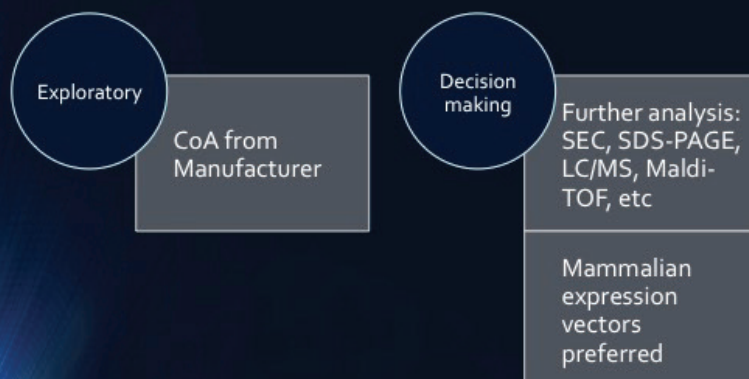 Exploratory
CoA from
Manufacturer
Decision
making
Further analysis:
SEC, SDS-PAGE,
LC/MS, Maldi-
TOF, etc
Mammalian
expression
vectors
preferred